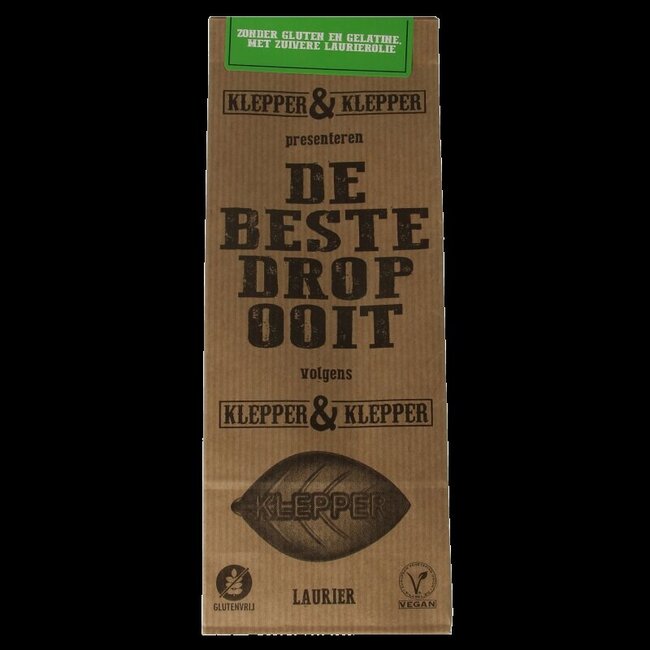 ZONDER GLUTEN EN GELATINE.
MET ZUIVERE LAURIEROLIE
KLEPPER & KLEPPER
presenteren
DE
BESTE
DROP
OOIT
volgens
KLEPPER & KLEPPER
KLEPPER
GLUTENVRIJ
LAURIER
VEGAN